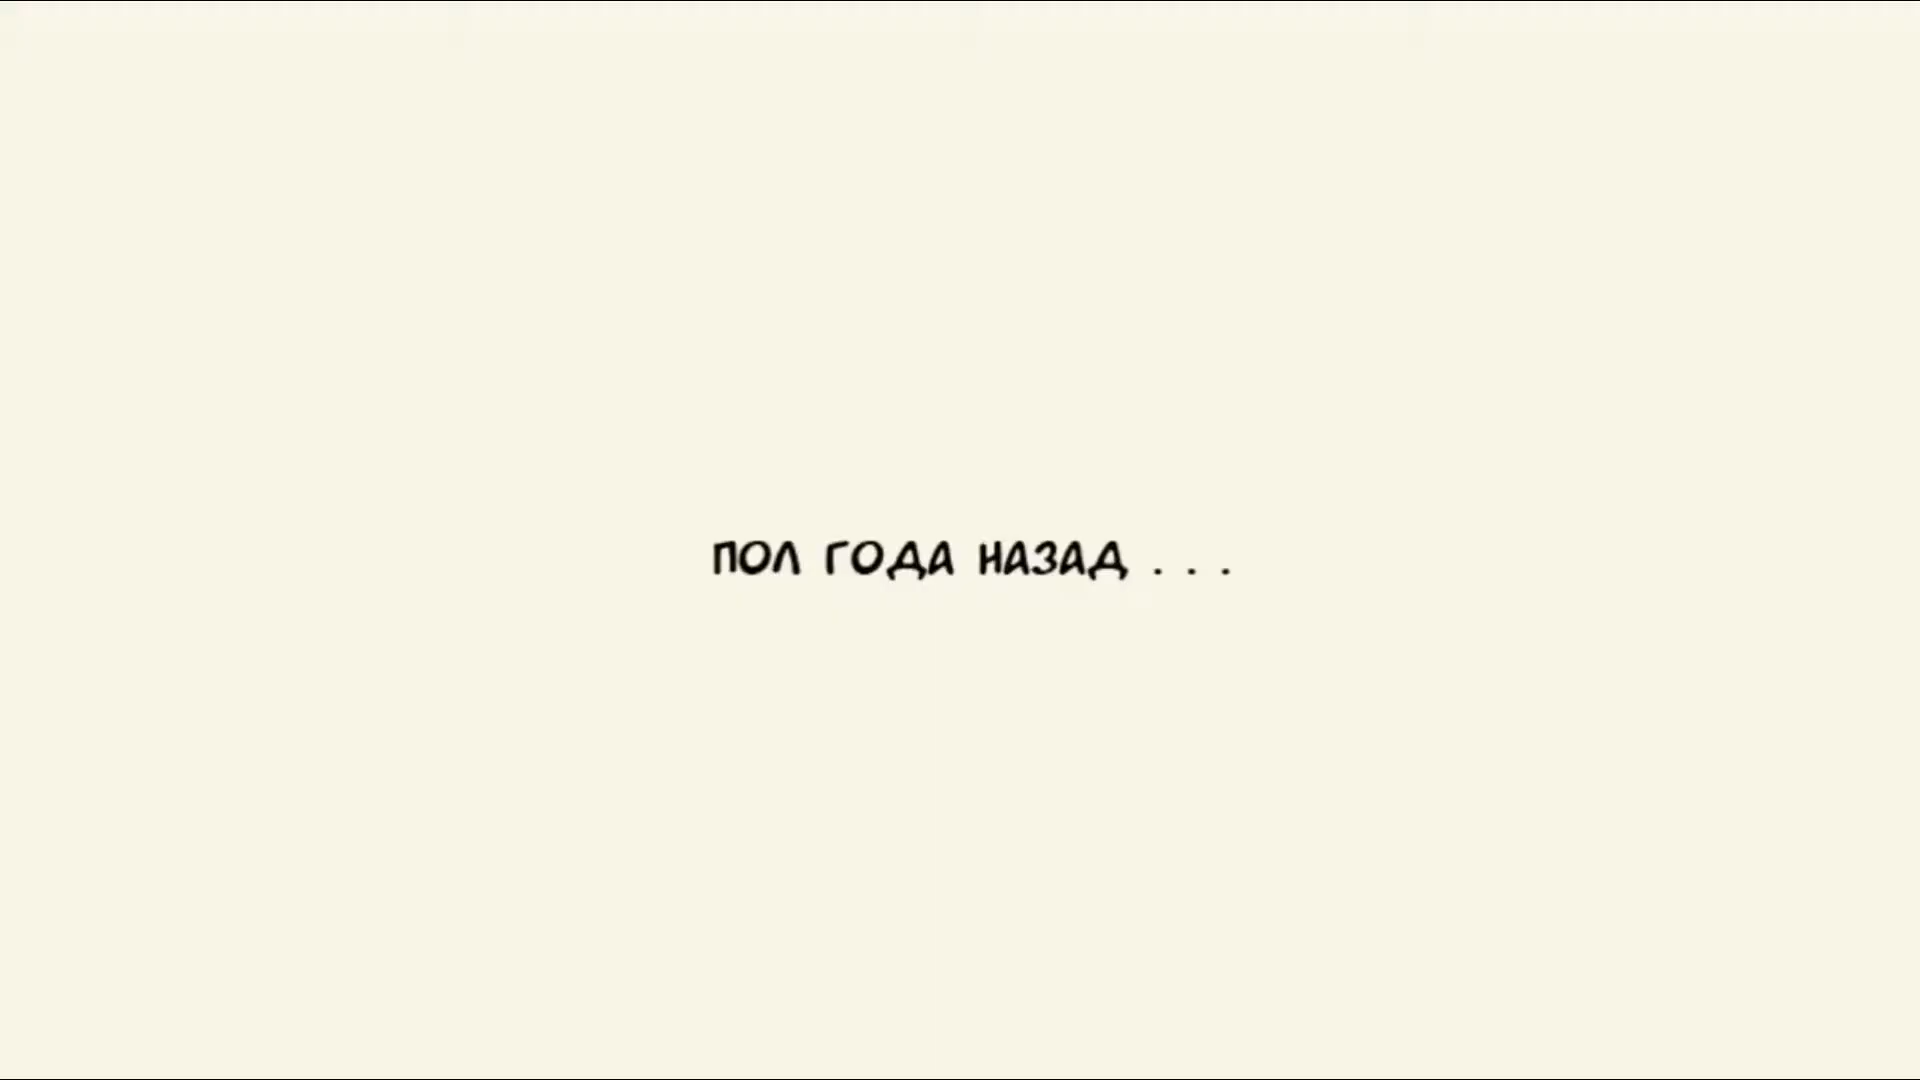 ПОЛ ГОДА НАЗАД . . .